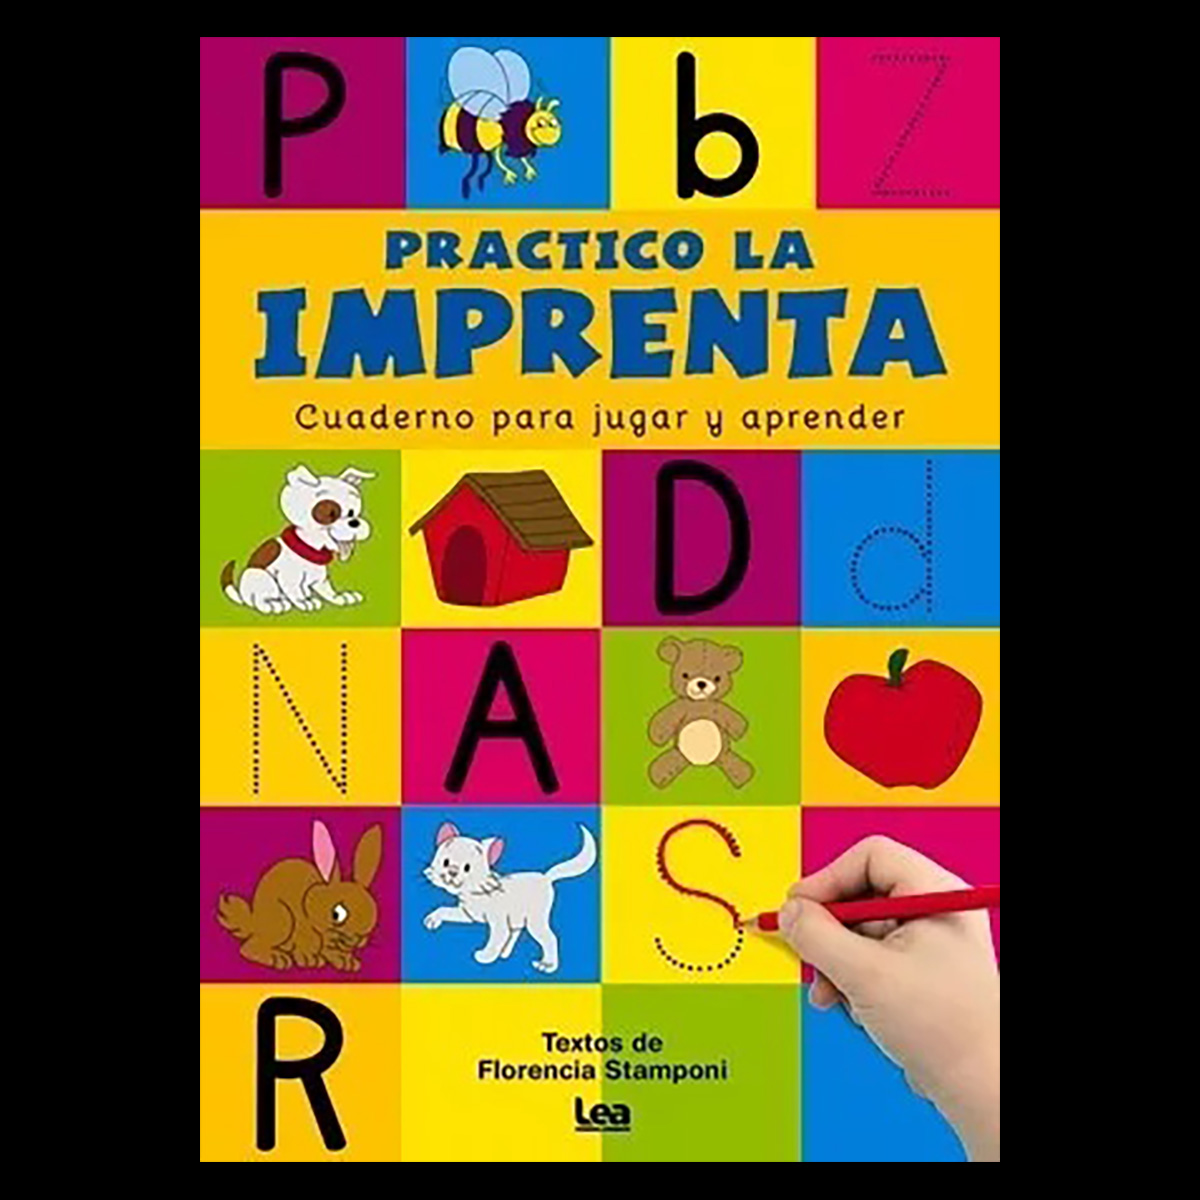 P b Z
PRACTICO LA
IMPRENTA
Cuaderno para jugar y aprender
D d
N A
S
R
Textos de
Florencia Stamponi
Lea